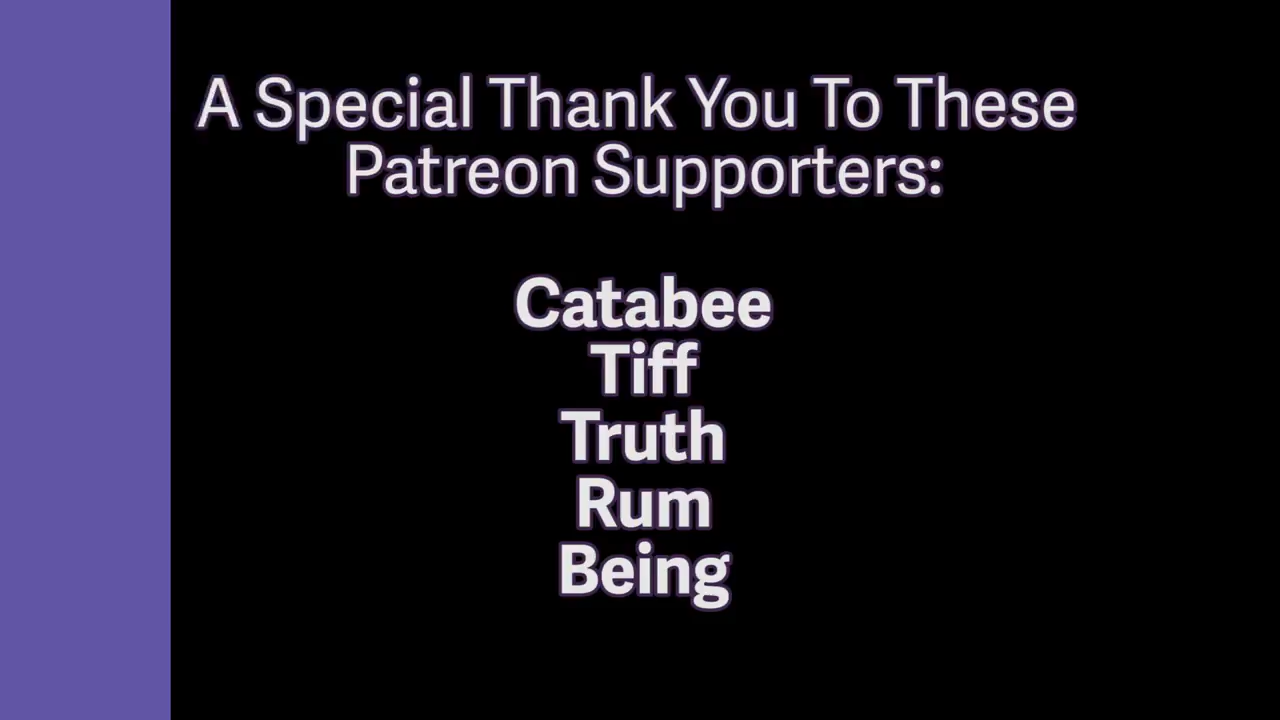 A Special Thank You To These
Patreon Supporters:
Catabee
Tiff
Truth
Rum
Being